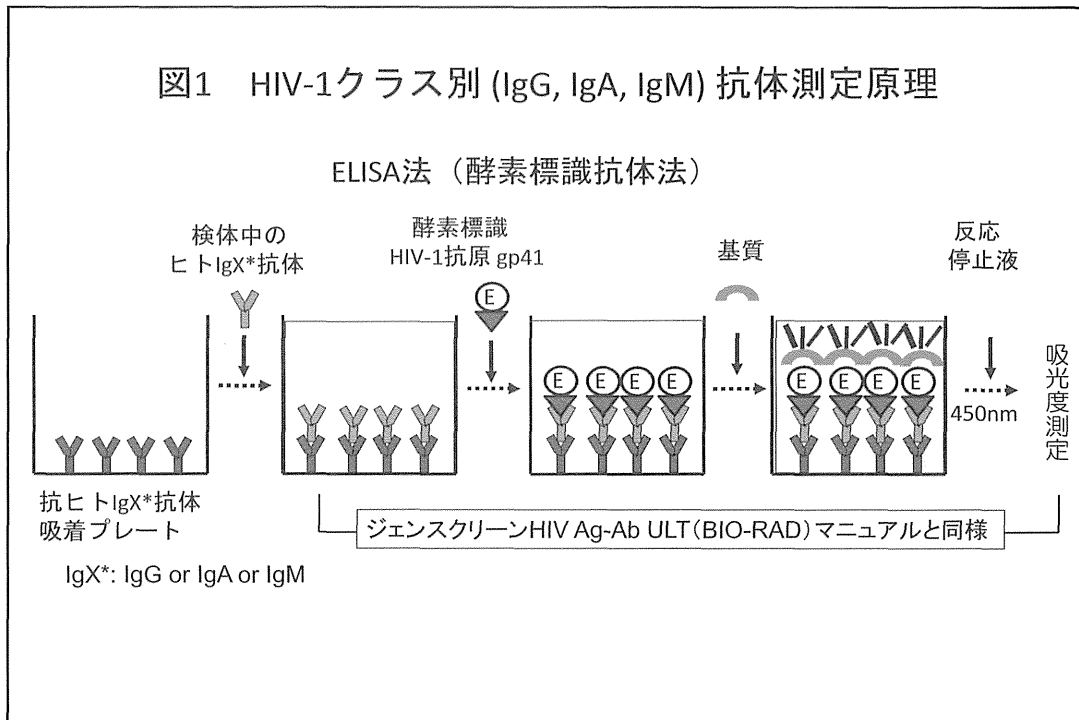 図1　HIV-1クラス別 (IgG, IgA, IgM) 抗体測定原理
ELISA法（酵素標識抗体法）
検体中の
ヒトIgX*抗体
酵素標識
HIV-1抗原 gp41
基質
反応
停止液
E
E E E E
E E E E
450nm
吸光度測定
抗ヒトIgX*抗体
吸着プレート
ジェンスクリーンHIV Ag-Ab ULT（BIO-RAD）マニュアルと同様
IgX*: IgG or IgA or IgM